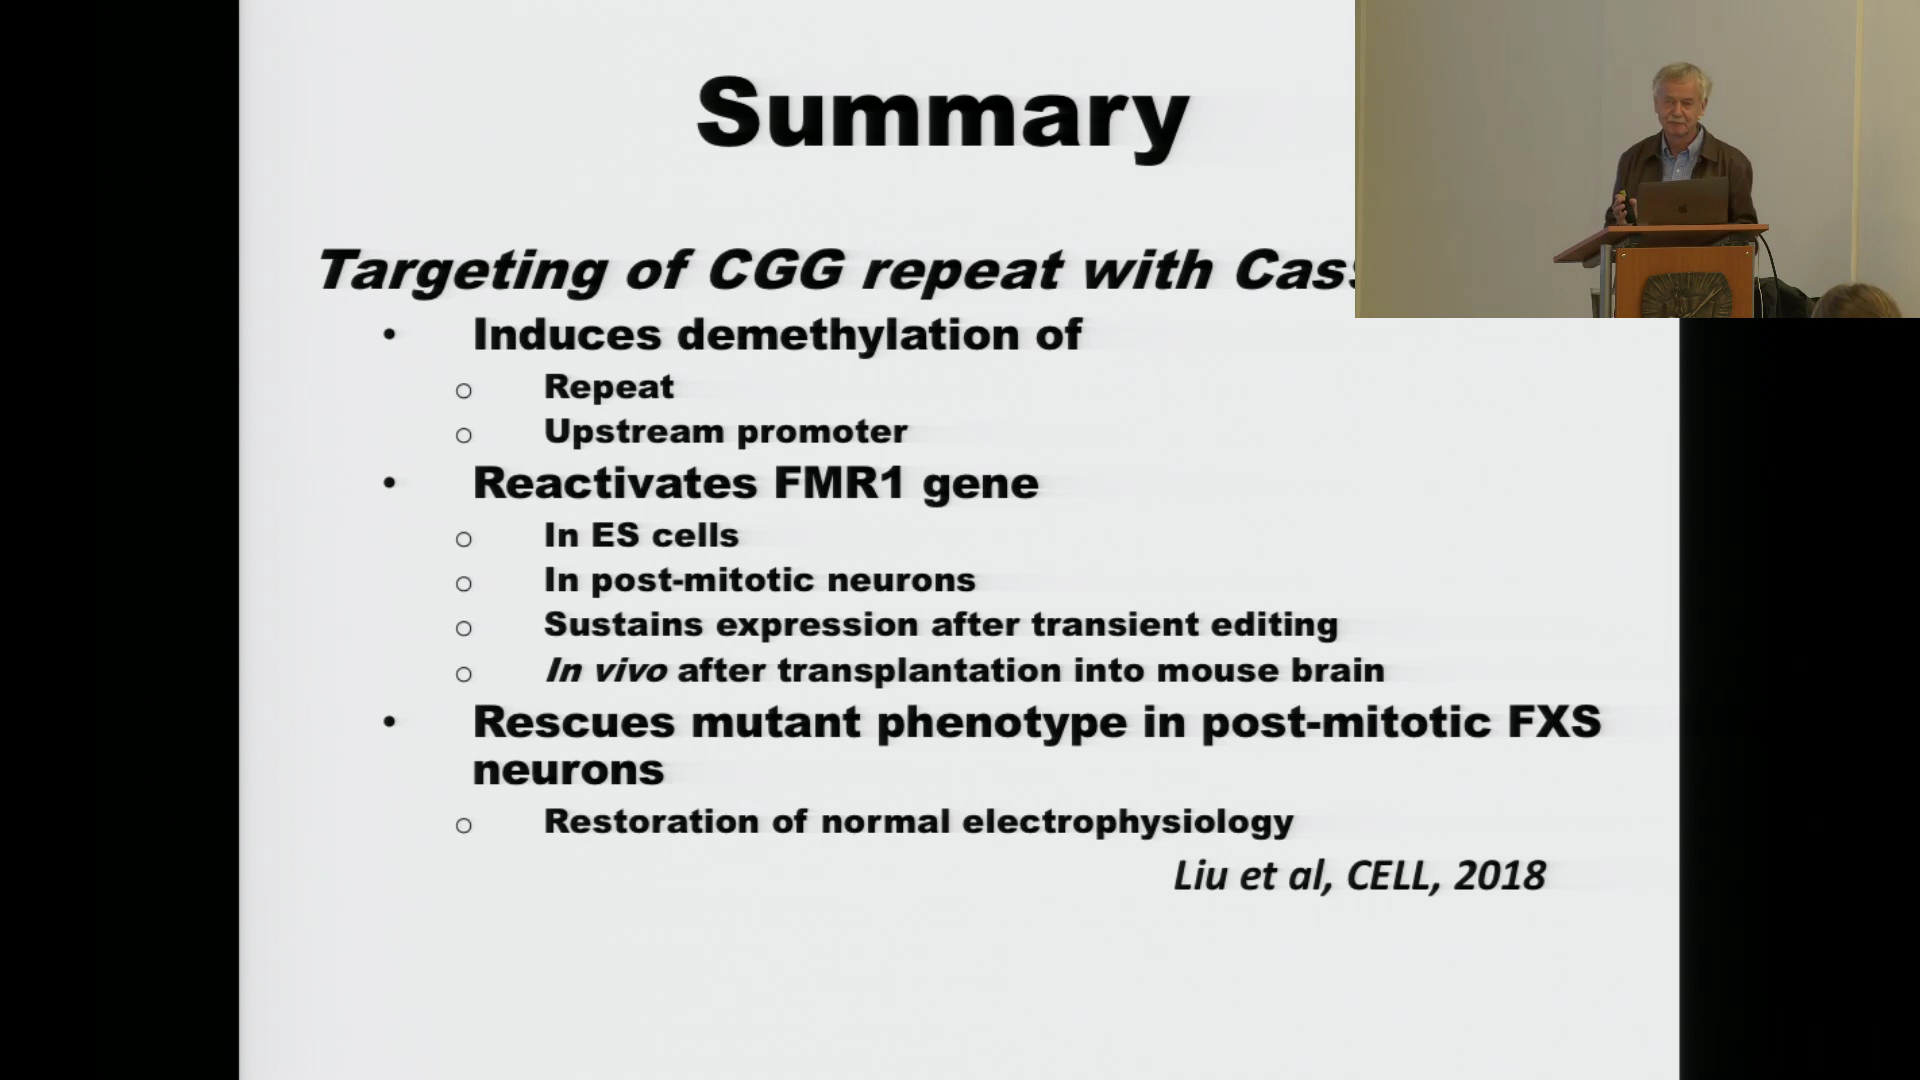 Summary
Targeting of CGG repeat with
• Induces demethylation of
o Repeat
o Upstream promoter
• Reactivates FMR1 gene
o In ES cells
o In post-mitotic neurons
o Sustains expression after transient editing
o In vivo after transplantation into mouse brain
• Rescues mutant phenotype in post-mitotic FXS
neurons
o Restoration of normal electrophysiology
Liu et al, CELL, 2018